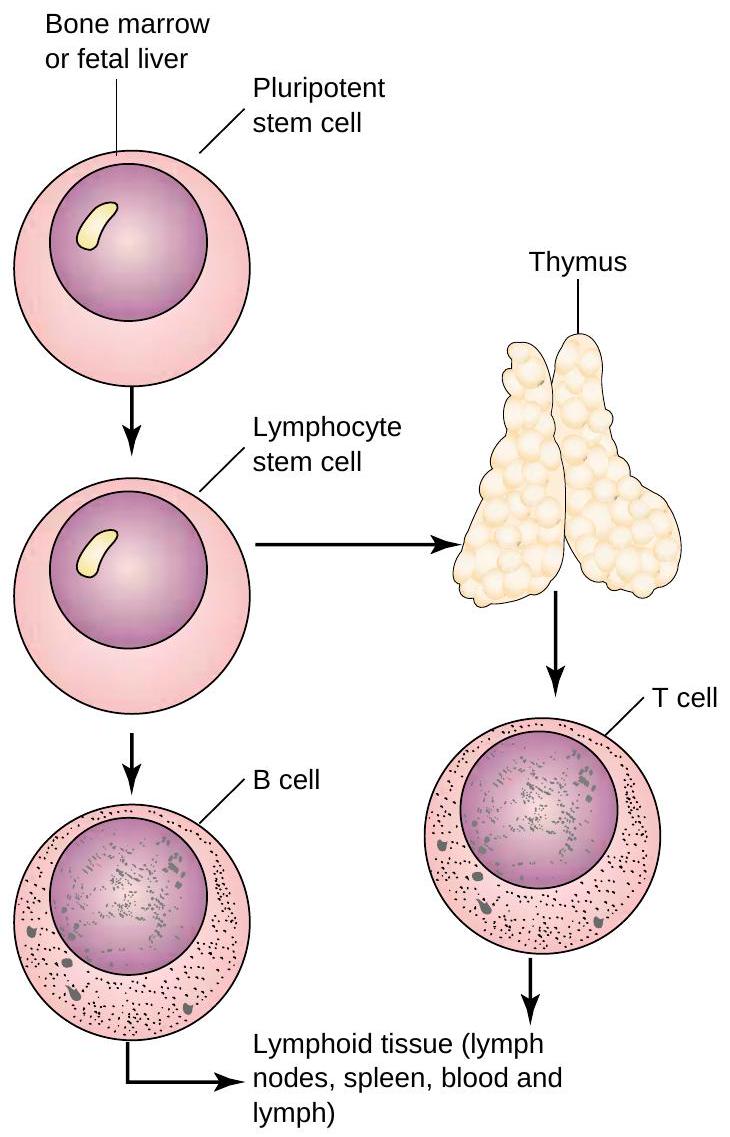 Bone marrow
or fetal liver
Pluripotent
stem cell
Thymus
Lymphocyte
stem cell
T cell
B cell
Lymphoid tissue (lymph
nodes, spleen, blood and
lymph)